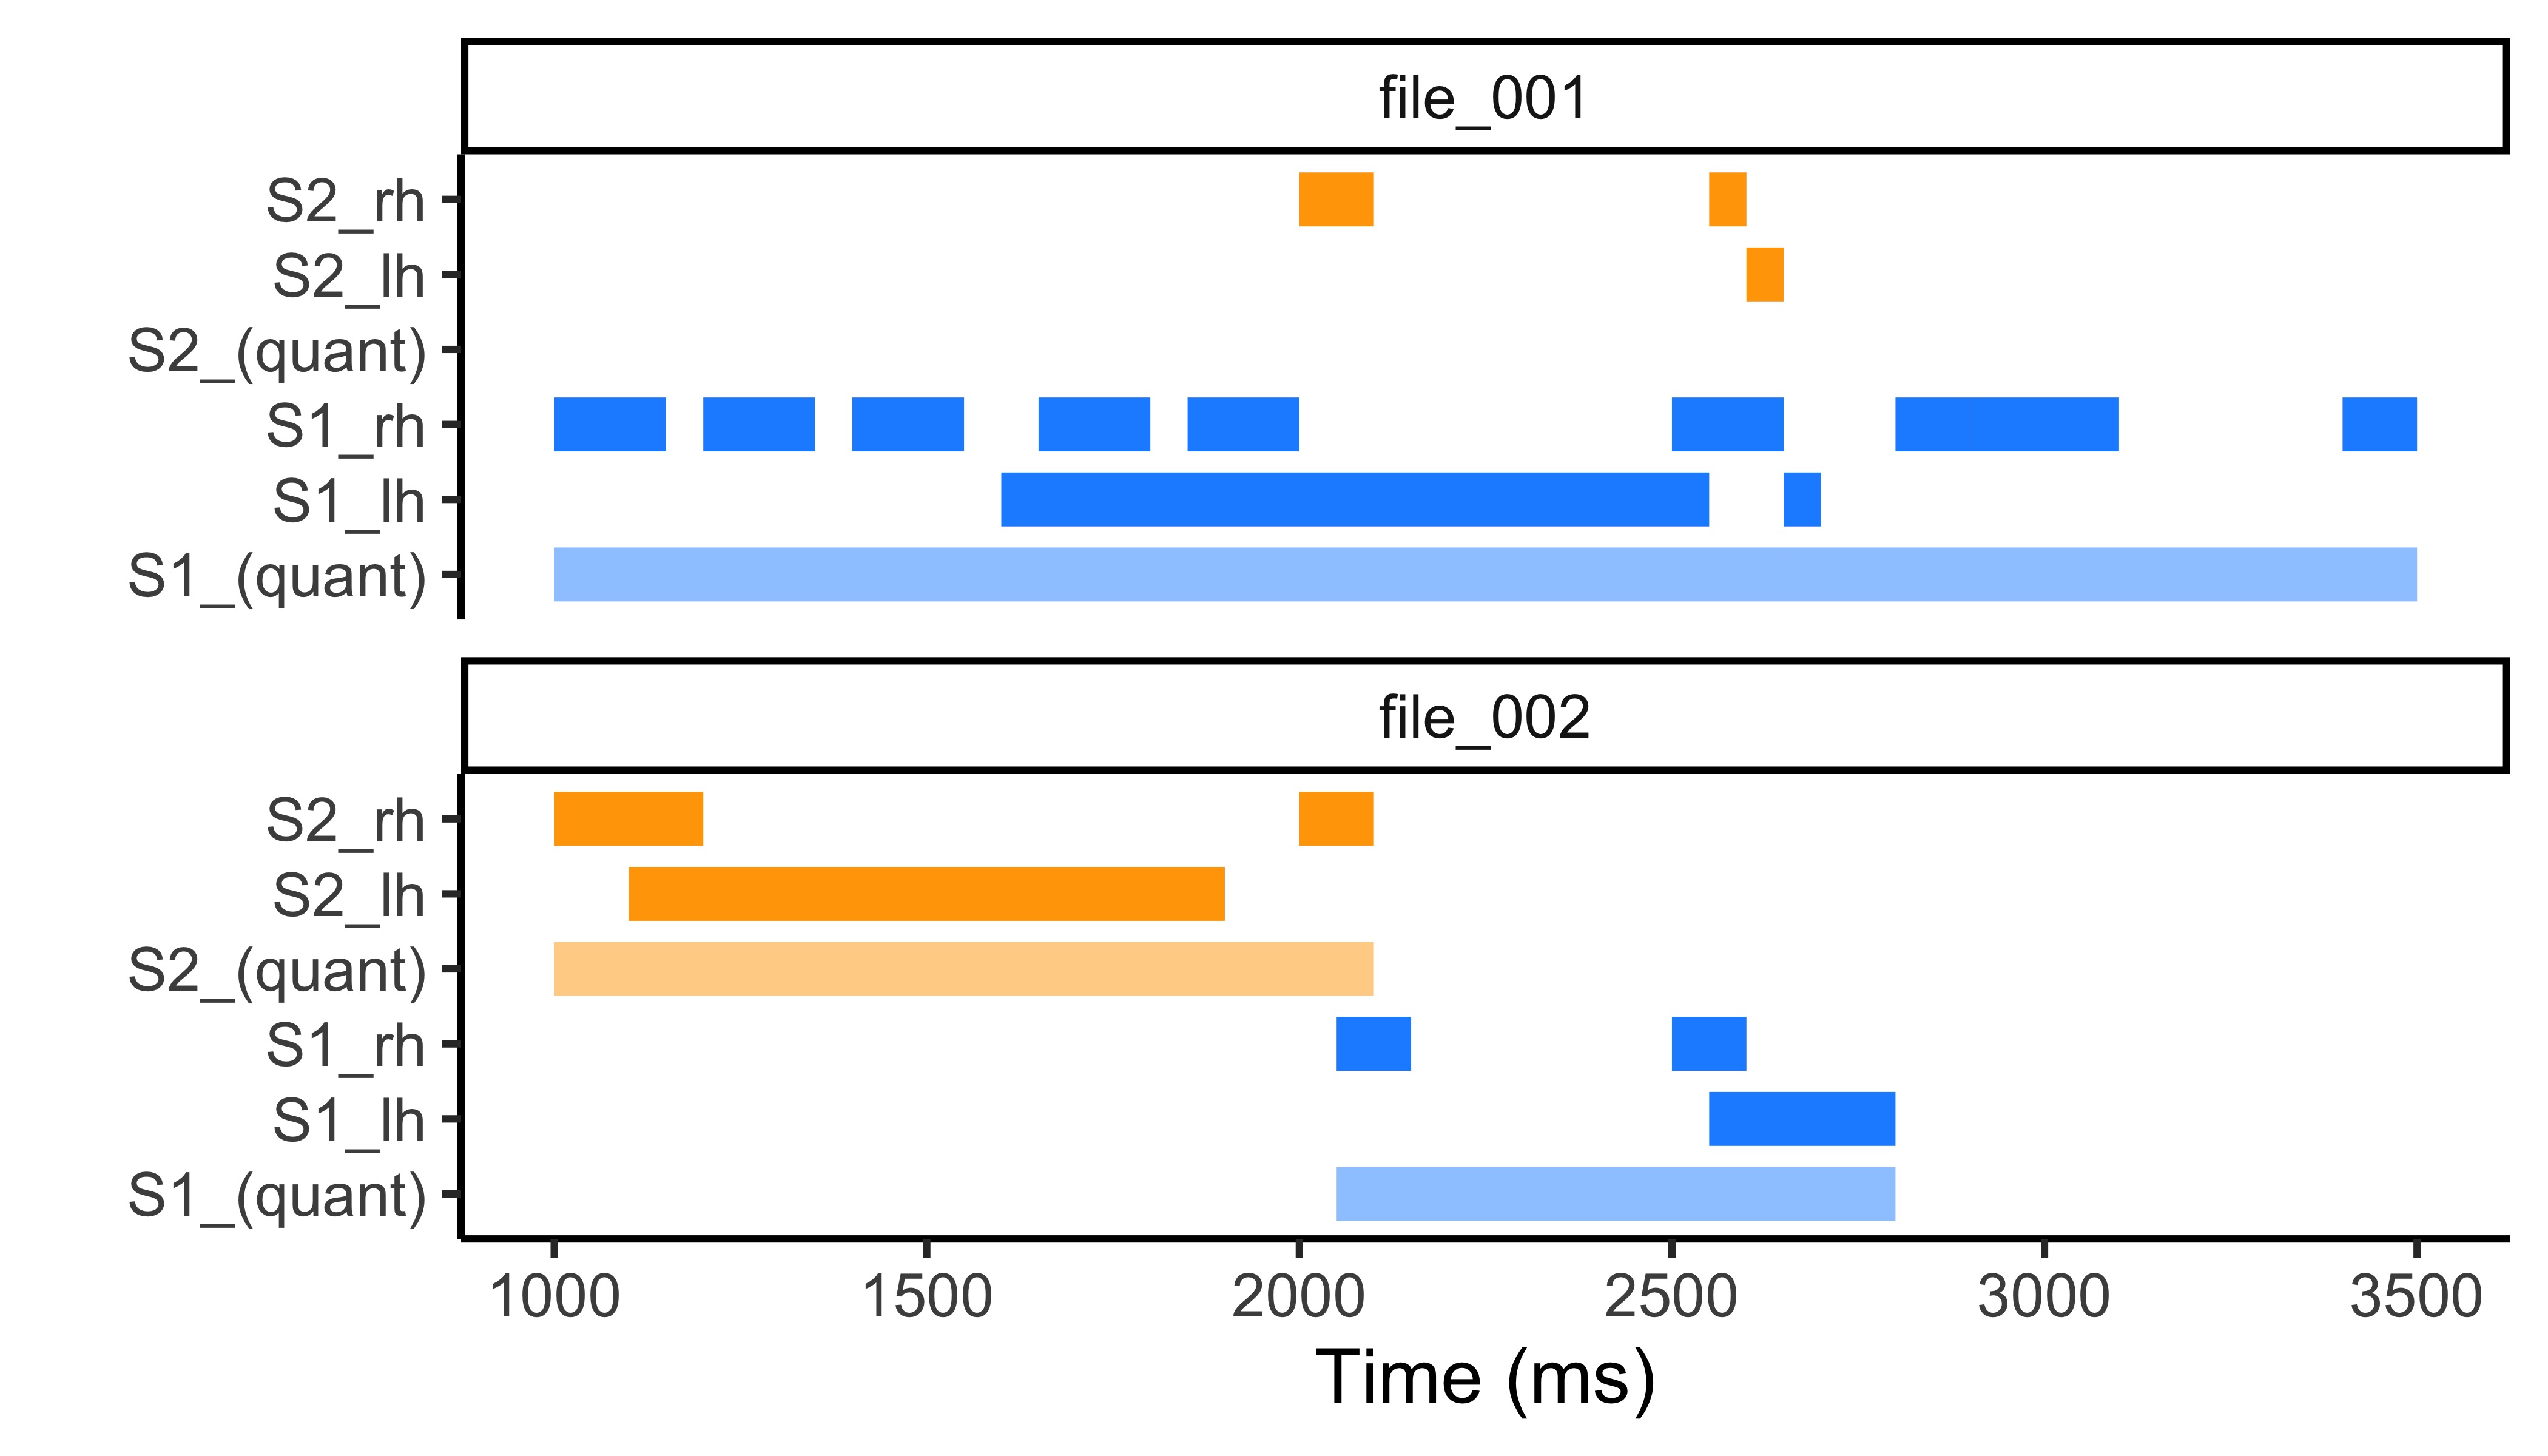 file_001
S2_rh
S2_lh
S2_(quant)
S1_rh
S1_lh
S1_(quant)
file_002
S2_rh
S2_lh
S2_(quant)
S1_rh
S1_lh
S1_(quant)
1000 1500 2000 2500 3000 3500
Time (ms)